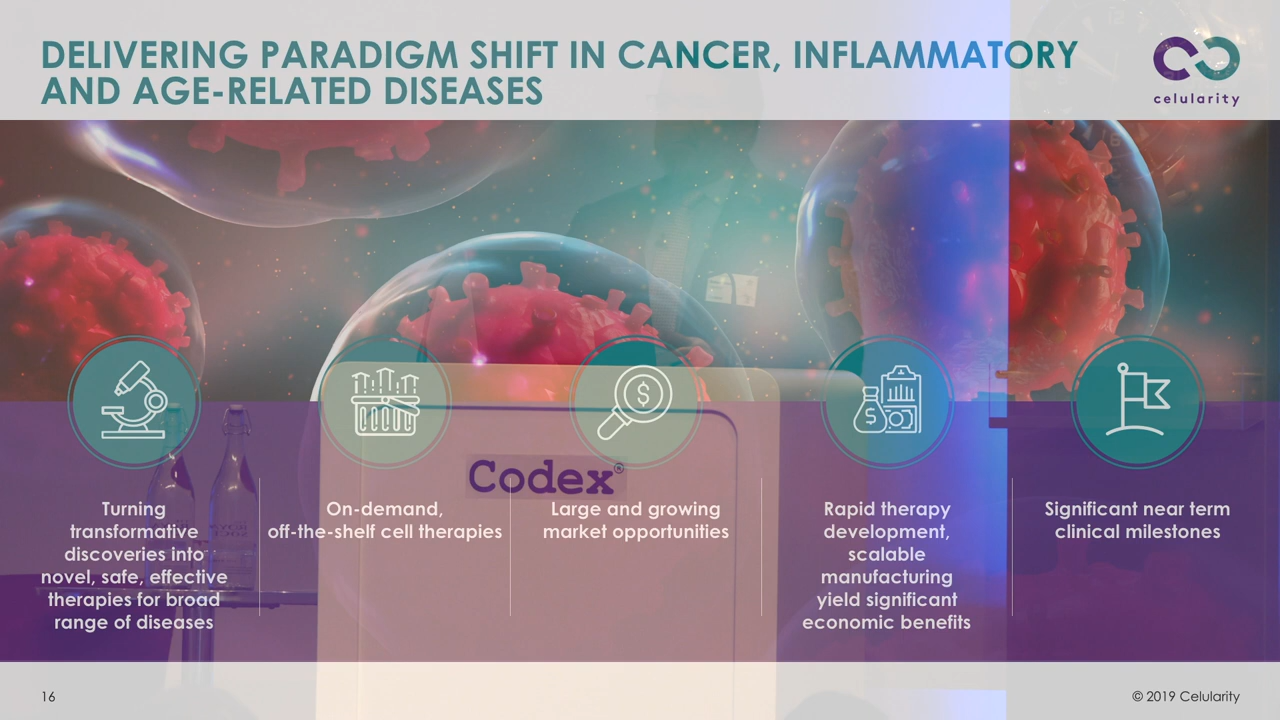 DELIVERING PARADIGM SHIFT IN CANCER, INFLAMMATORY
AND AGE-RELATED DISEASES
celularity
Codex
Turning
transformative
discoveries into
novel, safe, effective
therapies for broad
range of diseases
On-demand,
off-the-shelf cell therapies
Large and growing
market opportunities
Rapid therapy
development,
scalable
manufacturing
yield significant
economic benefits
Significant near term
clinical milestones
16
© 2019 Celularity